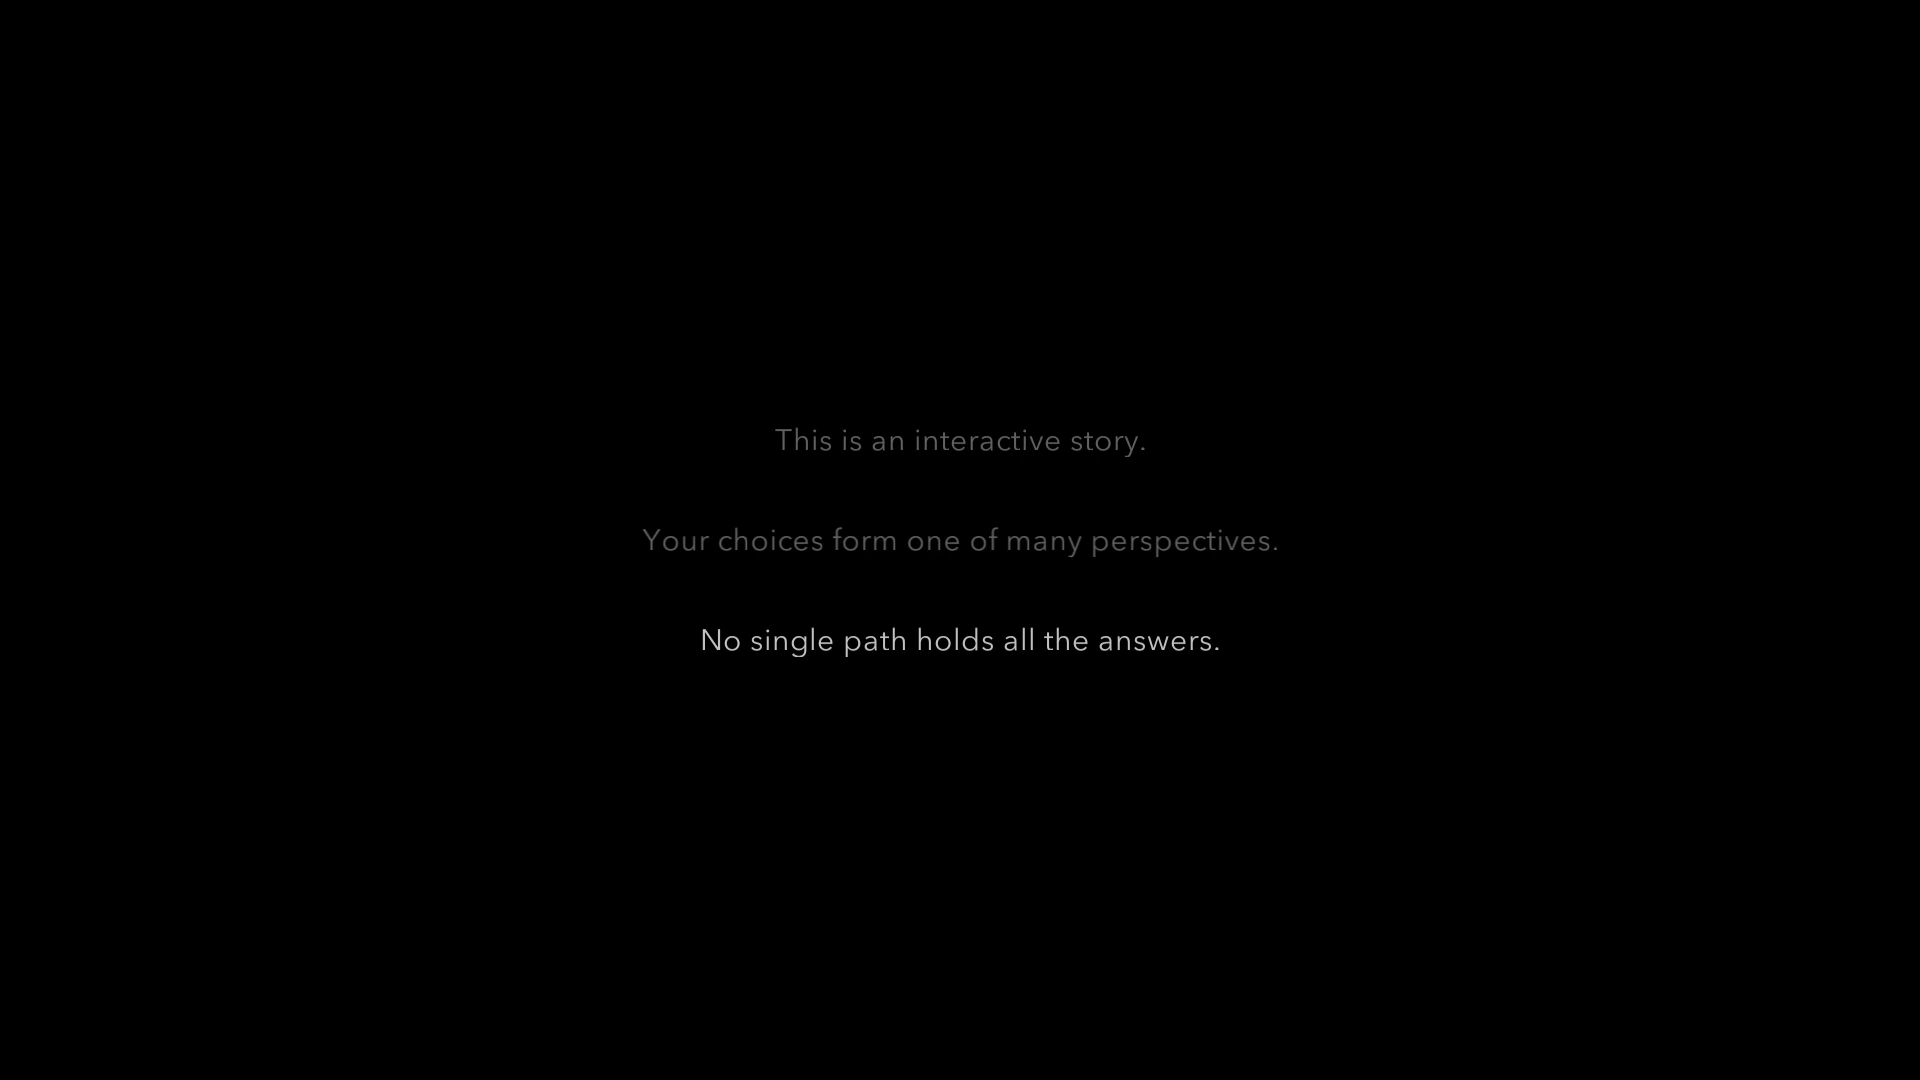 This is an interactive story.
Your choices form one of many perspectives.
No single path holds all the answers.